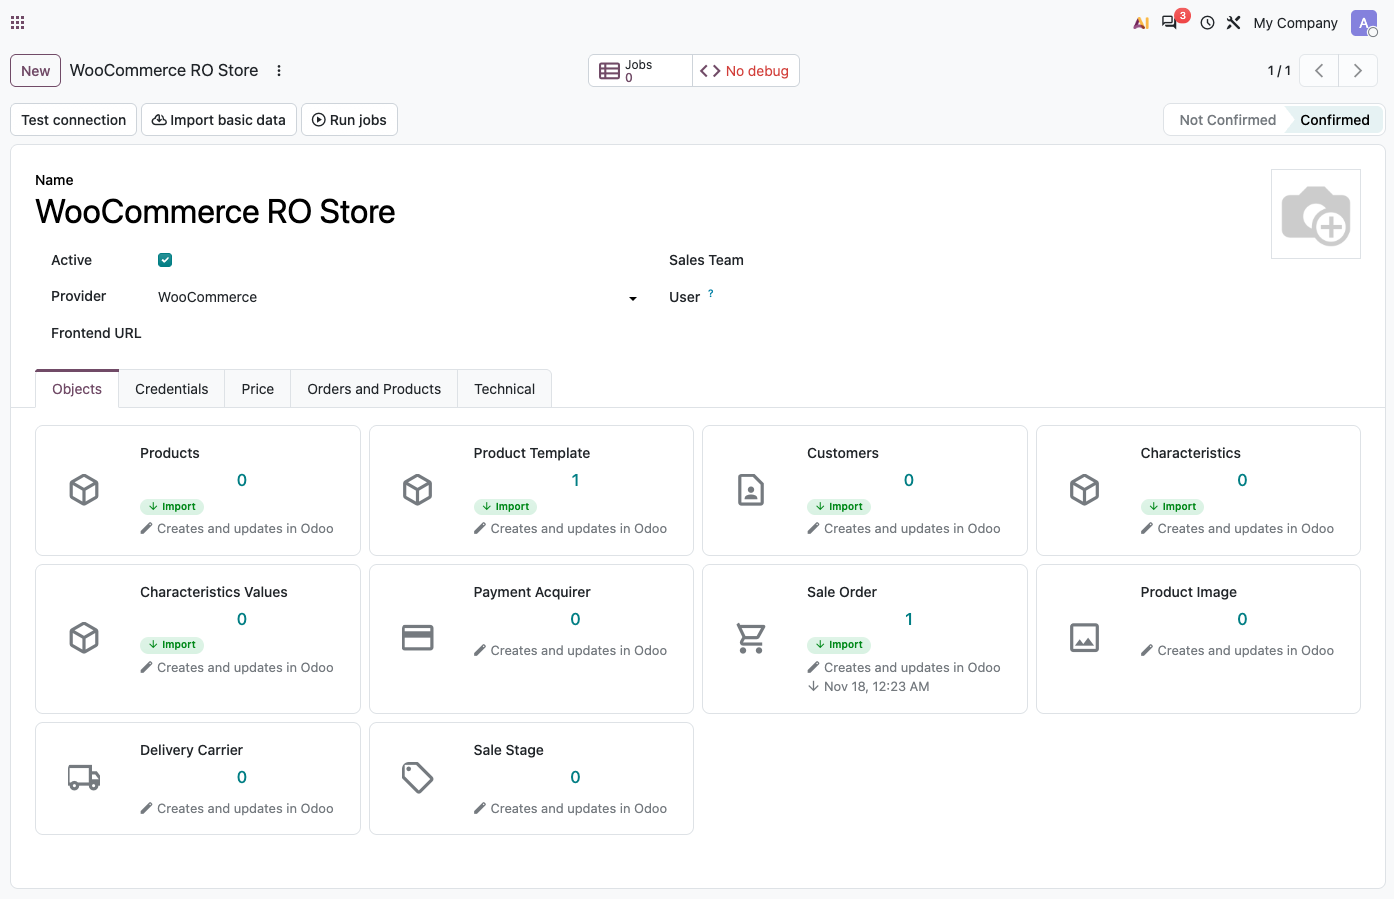 AI
3
My Company
A
New
WooCommerce RO Store
Jobs
0
No debug
1 / 1
Test connection
Import basic data
Run jobs
Not Confirmed
Confirmed
Name
WooCommerce RO Store
Active
Sales Team
Provider
WooCommerce
User ?
Frontend URL
Objects
Credentials
Price
Orders and Products
Technical
Products
0
Import
Creates and updates in Odoo
Product Template
1
Import
Creates and updates in Odoo
Customers
0
Import
Creates and updates in Odoo
Characteristics
0
Import
Creates and updates in Odoo
Characteristics Values
0
Import
Creates and updates in Odoo
Payment Acquirer
0
Creates and updates in Odoo
Sale Order
1
Import
Creates and updates in Odoo
Nov 18, 12:23 AM
Product Image
0
Creates and updates in Odoo
Delivery Carrier
0
Creates and updates in Odoo
Sale Stage
0
Creates and updates in Odoo